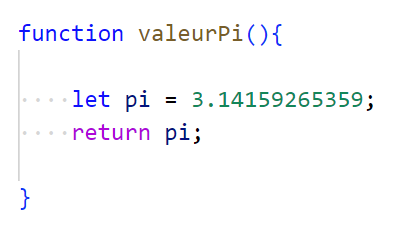 function valeurPi(){
let pi = 3.14159265359;
return pi;
}